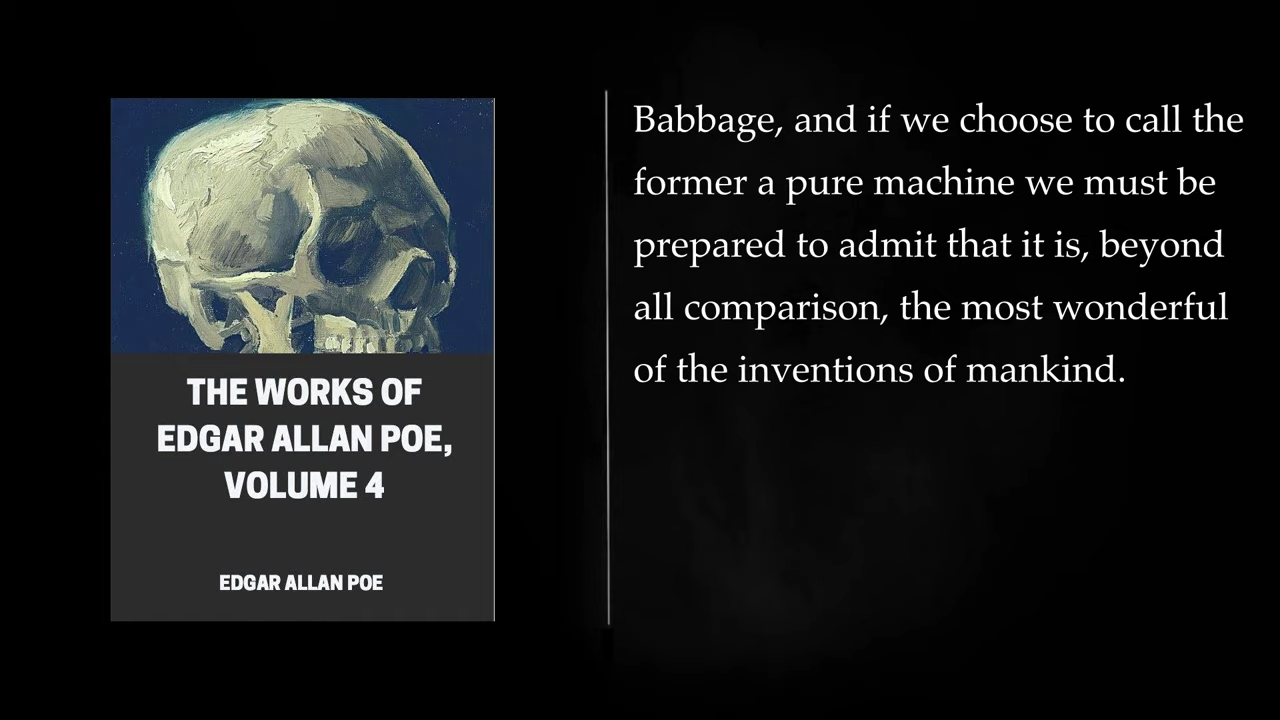 THE WORKS OF
EDGAR ALLAN POE,
VOLUME 4
EDGAR ALLAN POE
Babbage, and if we choose to call the
former a pure machine we must be
prepared to admit that it is, beyond
all comparison, the most wonderful
of the inventions of mankind.